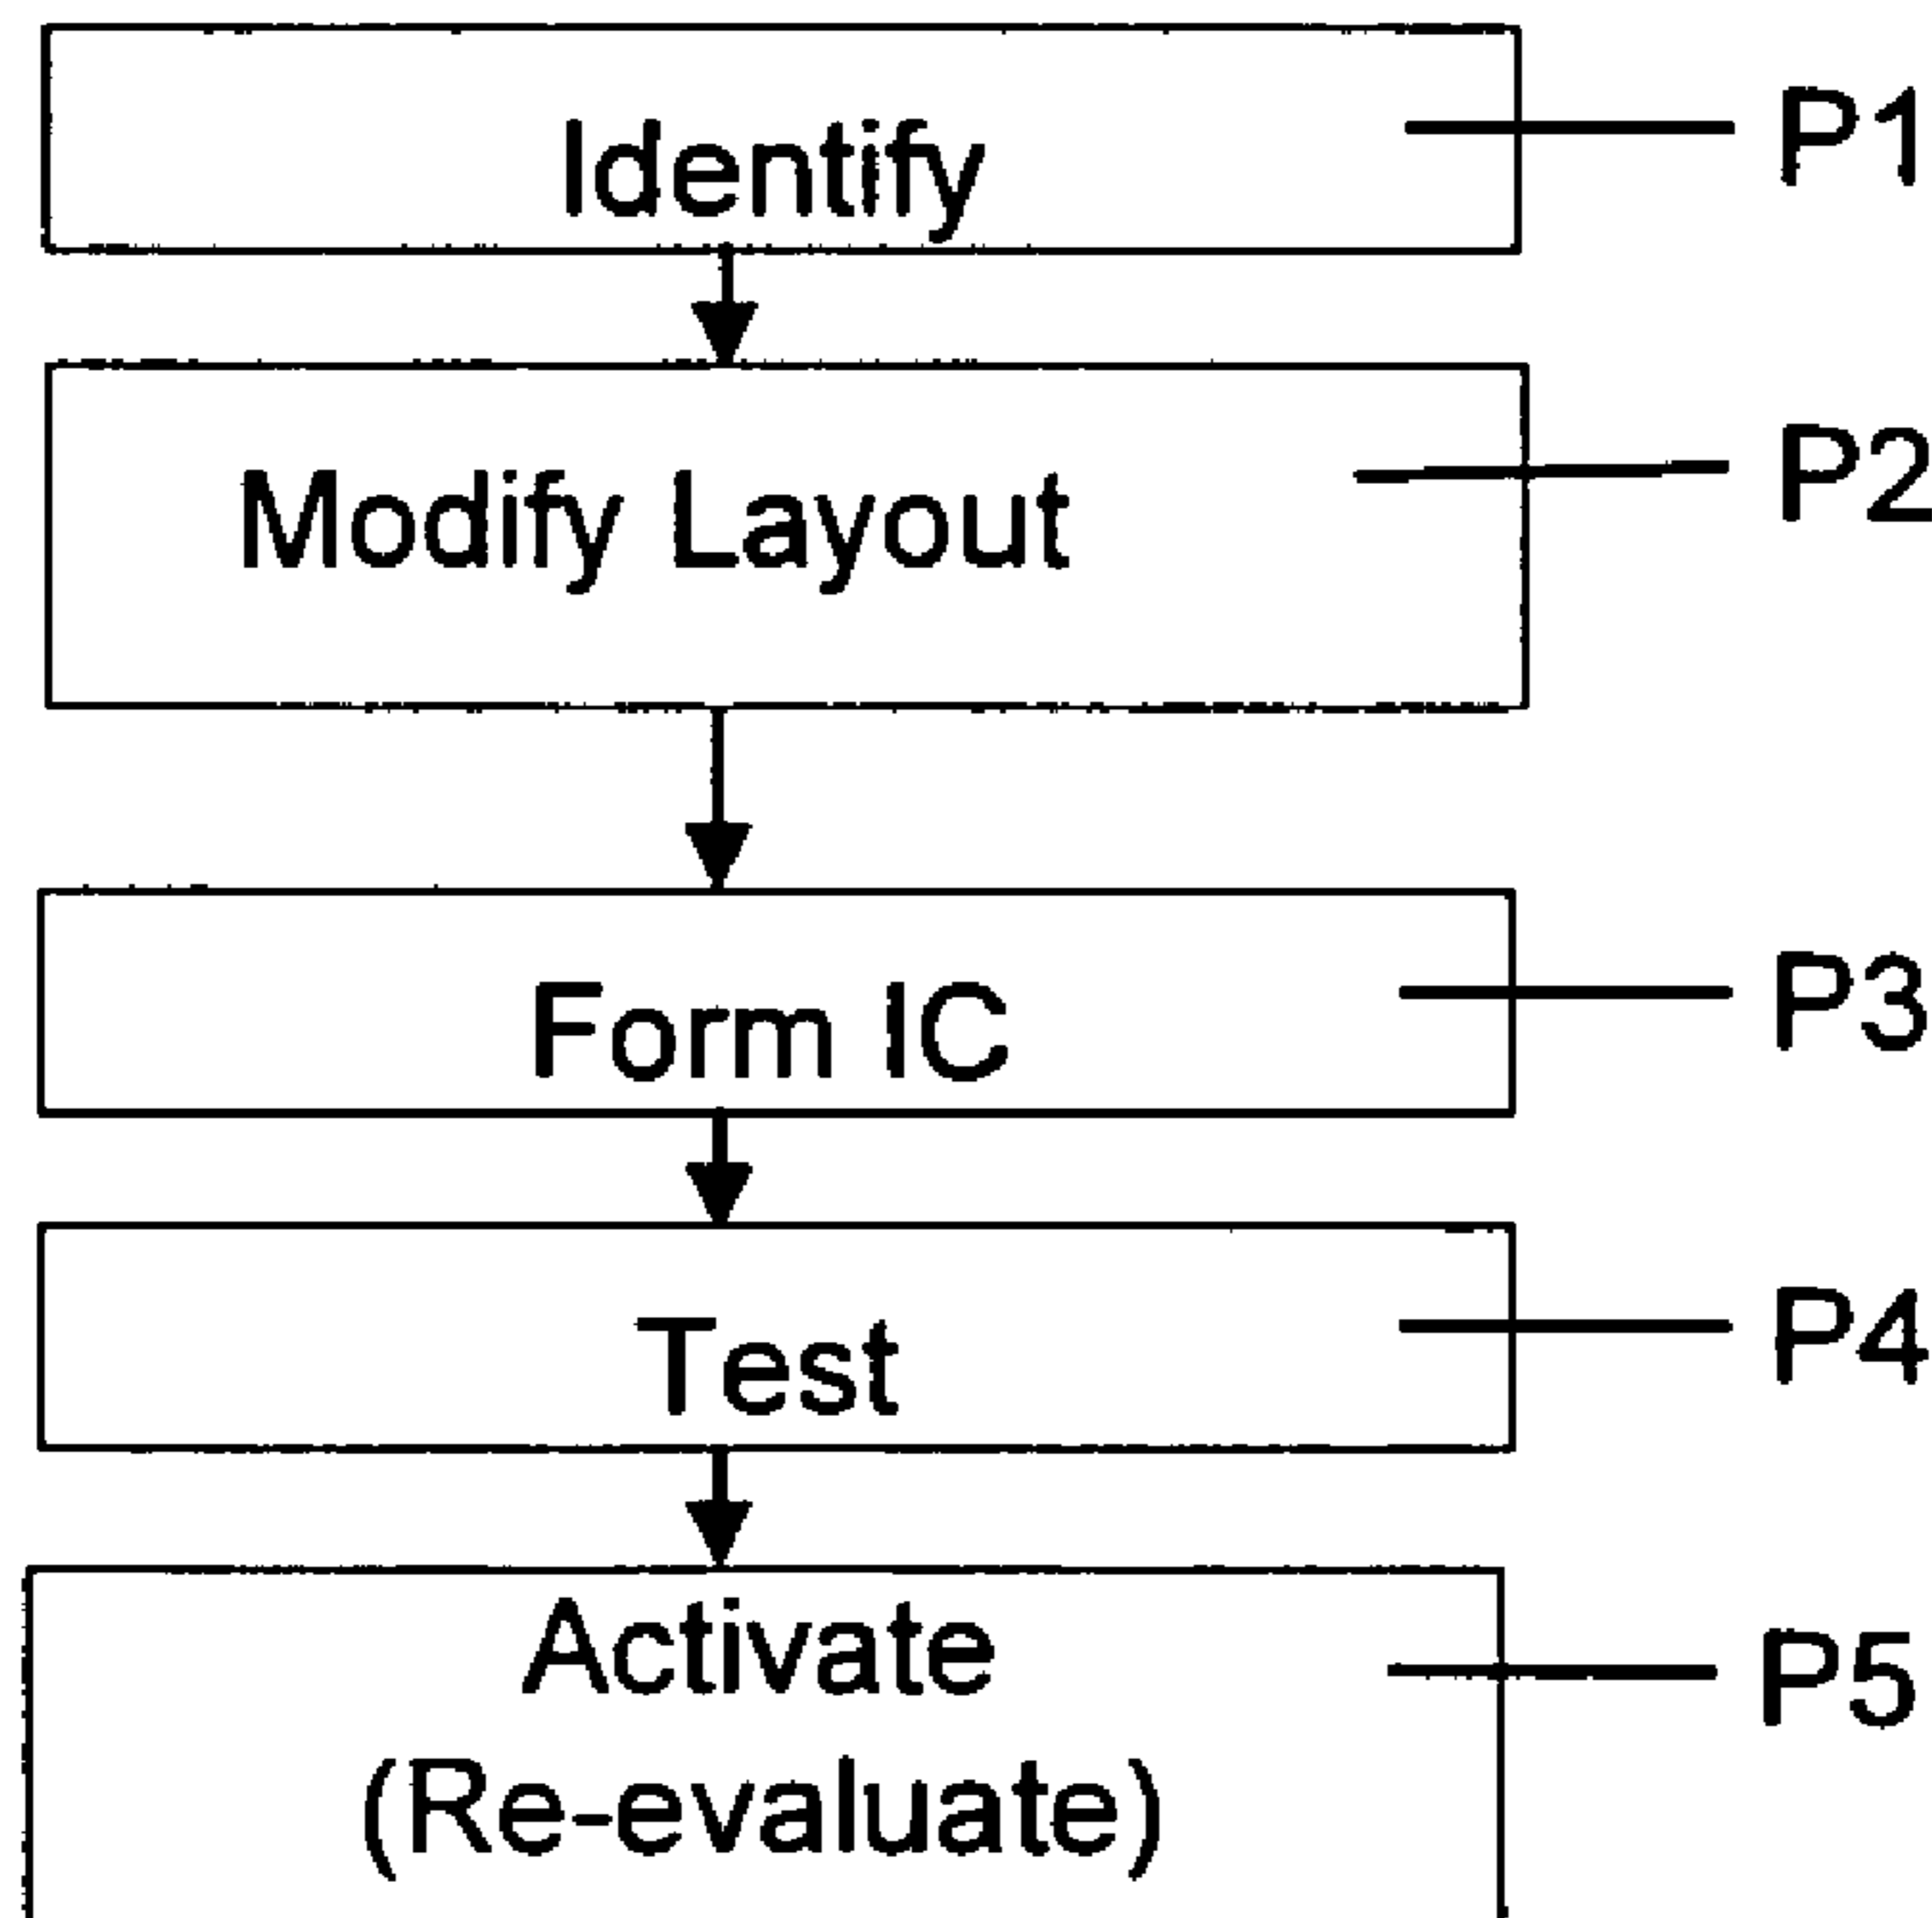 Identify P1
Modify Layout P2
Form IC P3
Test P4
Activate P5
(Re-evaluate)